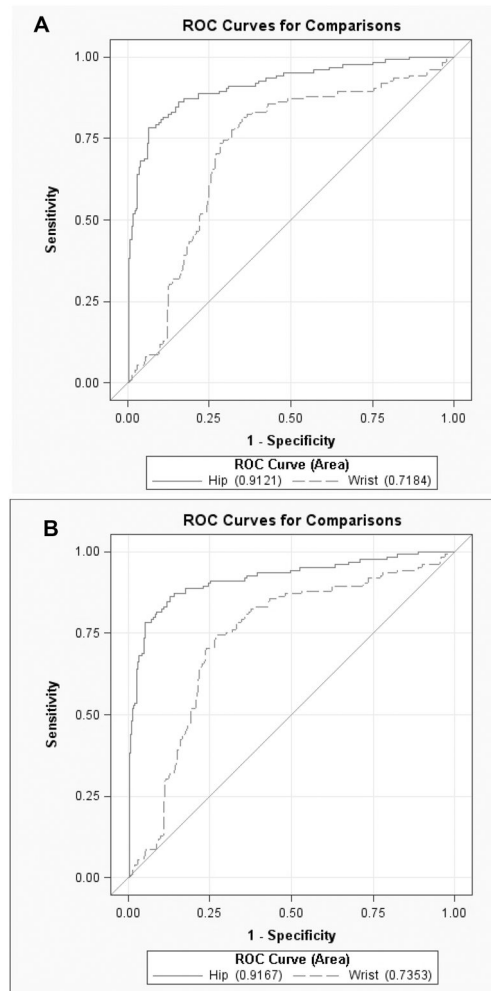 A
ROC Curves for Comparisons
1.00
0.75
0.50
0.25
0.00
Sensitivity
0.00 0.25 0.50 0.75 1.00
1 - Specificity
ROC Curve (Area)
Hip (0.9121) Wrist (0.7184)
B
ROC Curves for Comparisons
1.00
0.75
0.50
0.25
0.00
Sensitivity
0.00 0.25 0.50 0.75 1.00
1 - Specificity
ROC Curve (Area)
Hip (0.9167) Wrist (0.7353)